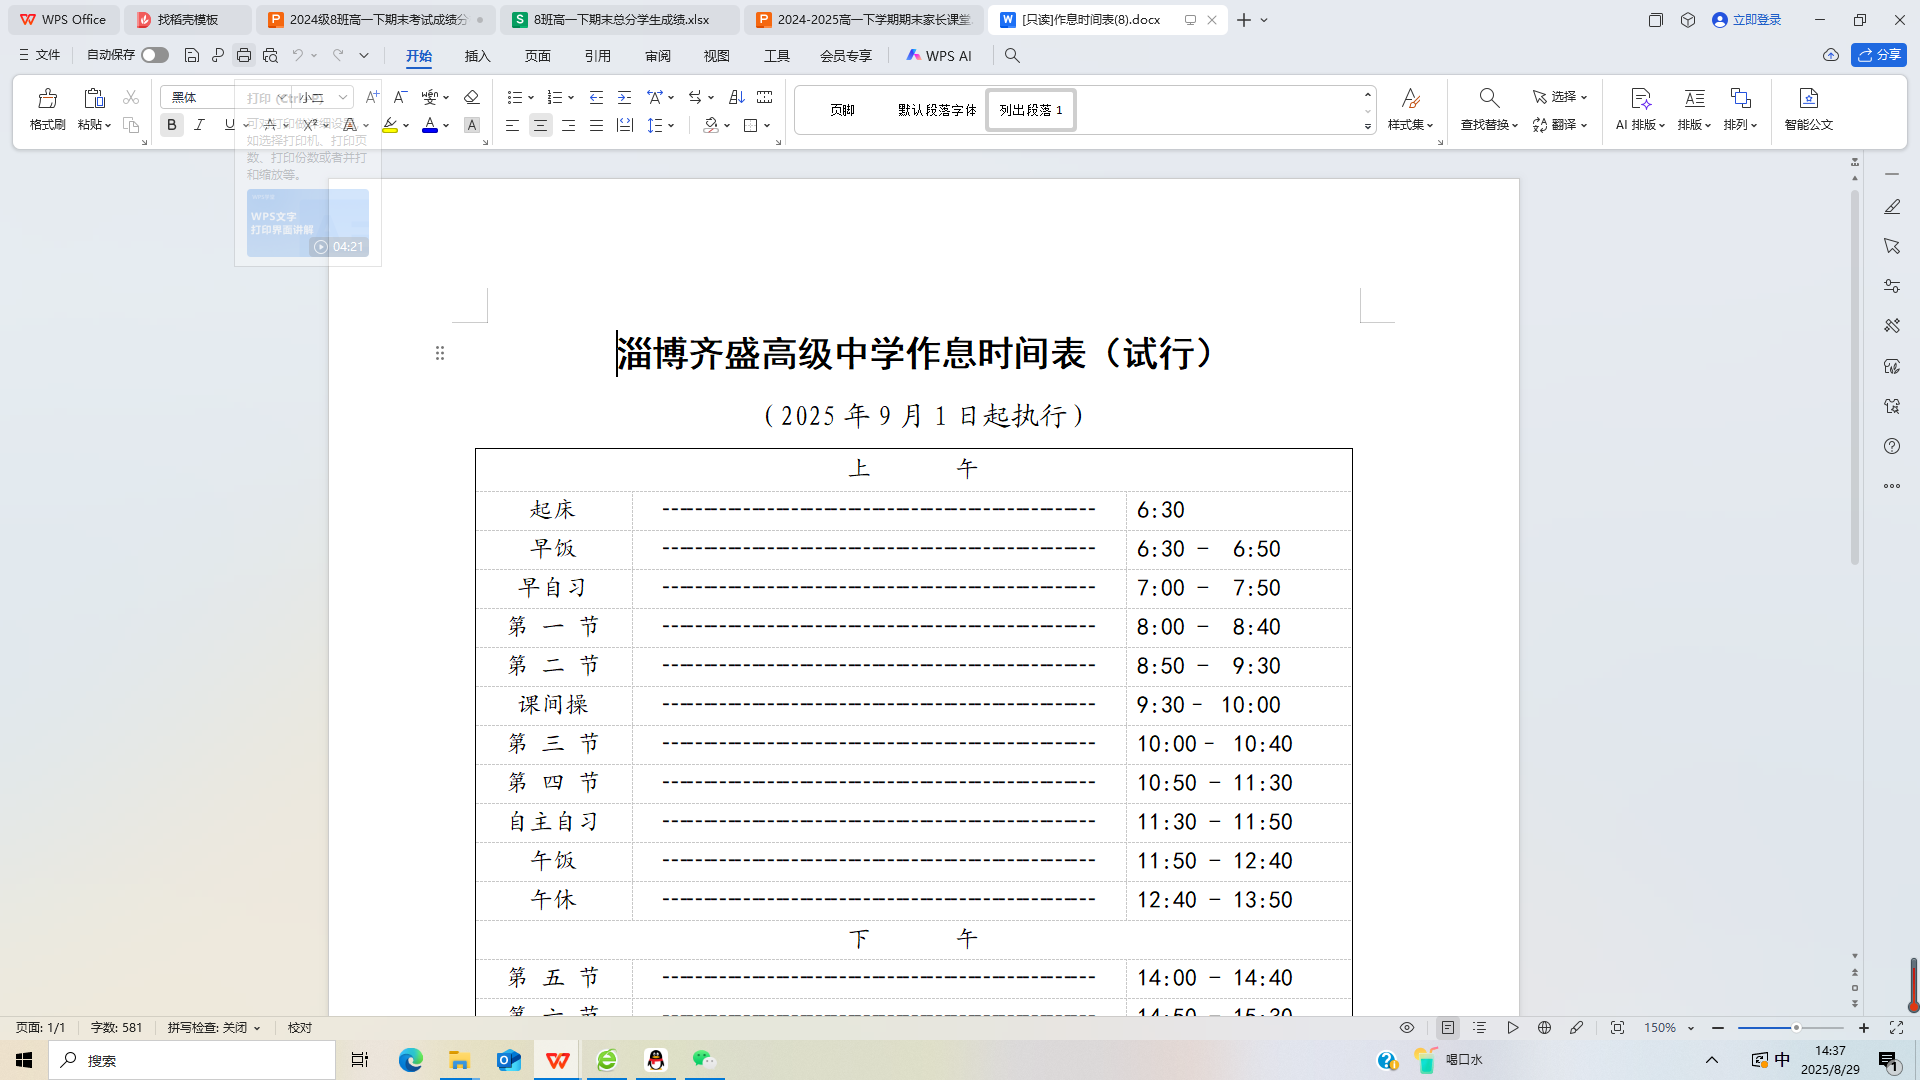 WPS Office
找稻壳模板
2024级8班高一下期末考试成绩分
8班高一下期末总分学生成绩.xlsx
2024-2025高一下学期期末家长课堂
[只读]作息时间表(8).docx
立即登录
文件
自动保存
开始
插入
页面
引用
审阅
视图
工具
会员专享
WPS AI
分享
格式刷
粘贴
黑体
小二
页脚
默认段落字体
列出段落 1
样式集
查找替换
选择
翻译
AI 排版
排版
排列
智能公文
打印 (Ctrl+P)
如选择打印机、打印页
数、打印份数或者并打
和缩放等。
WPS文字
打印界面讲解
04:21
淄博齐盛高级中学作息时间表（试行）
（2025 年 9 月 1 日起执行）
上 午
起床 6:30
早饭 6:30 － 6:50
早自习 7:00 － 7:50
第 一 节 8:00 － 8:40
第 二 节 8:50 － 9:30
课间操 9:30－ 10:00
第 三 节 10:00－ 10:40
第 四 节 10:50 － 11:30
自主自习 11:30 － 11:50
午饭 11:50 － 12:40
午休 12:40 － 13:50
下 午
第 五 节 14:00 － 14:40
第 六 节 14:50 － 15:30
页面: 1/1
字数: 581
拼写检查: 关闭
校对
150%
搜索
喝口水
中
14:37
2025/8/29
1